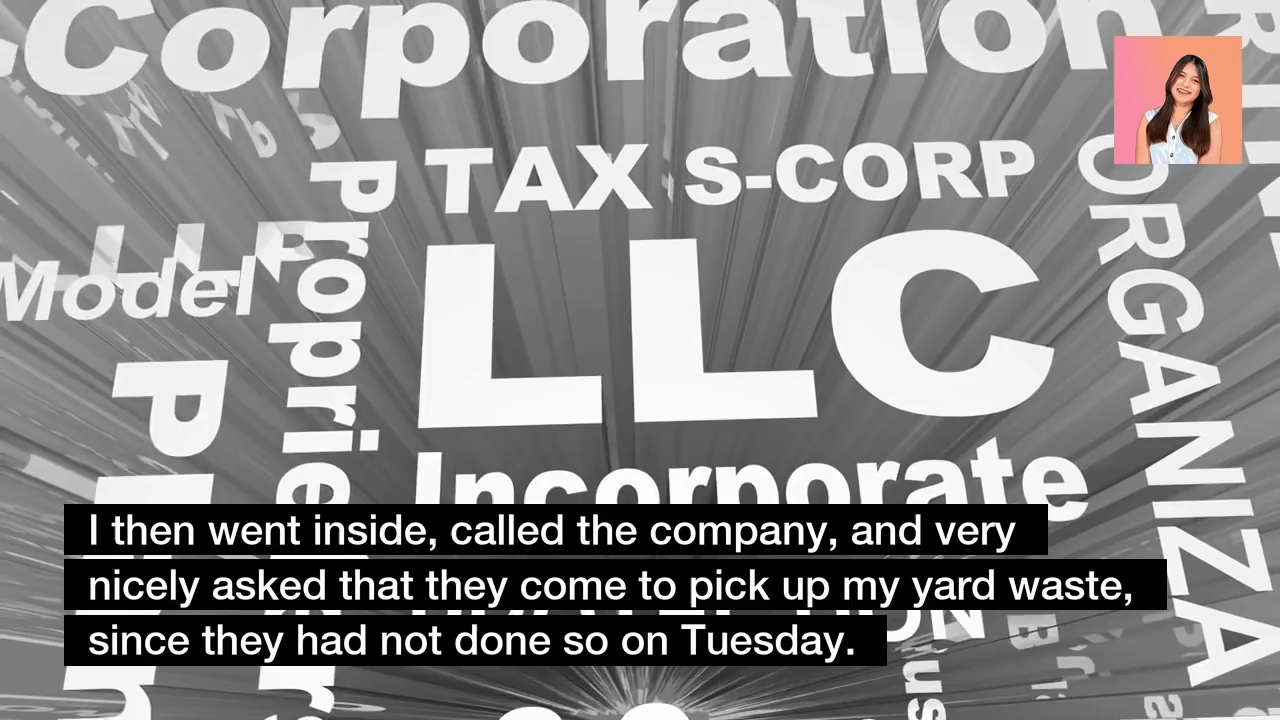 Corporation
TAX S-CORP
Model
Proprie
LLC
ORGANIZA
Incorporate
I then went inside, called the company, and very
nicely asked that they come to pick up my yard waste,
since they had not done so on Tuesday.